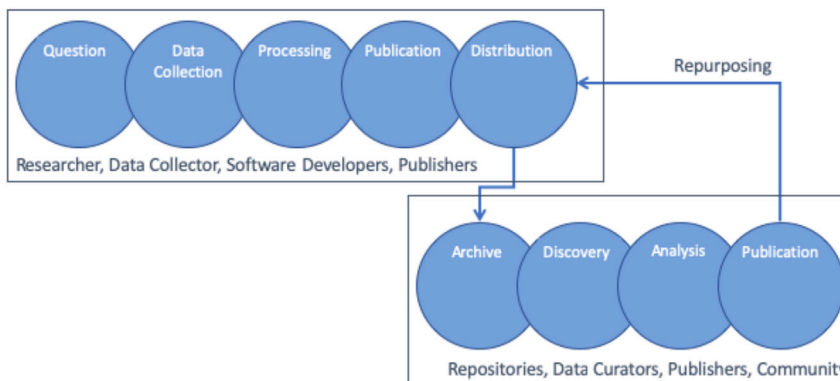 Question
Data
Collection
Processing
Publication
Distribution
Repurposing
Researcher, Data Collector, Software Developers, Publishers
Archive
Discovery
Analysis
Publication
Repositories, Data Curators, Publishers, Communit